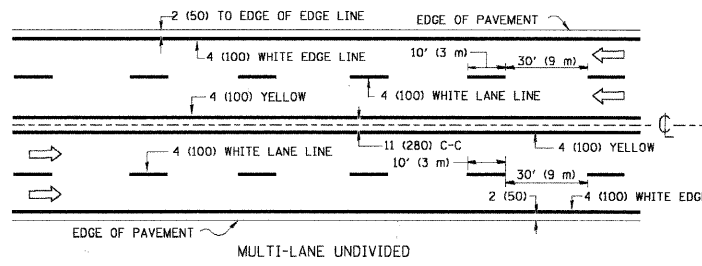 2 (50) TO EDGE OF EDGE LINE
EDGE OF PAVEMENT
4 (100) WHITE EDGE LINE
10' (3 m)
30' (9 m)
4 (100) YELLOW
4 (100) WHITE LANE LINE
11 (280) C-C
4 (100) YELLOW
4 (100) WHITE LANE LINE
10' (3 m)
30' (9 m)
2 (50)
4 (100) WHITE EDG
EDGE OF PAVEMENT
MULTI-LANE UNDIVIDED